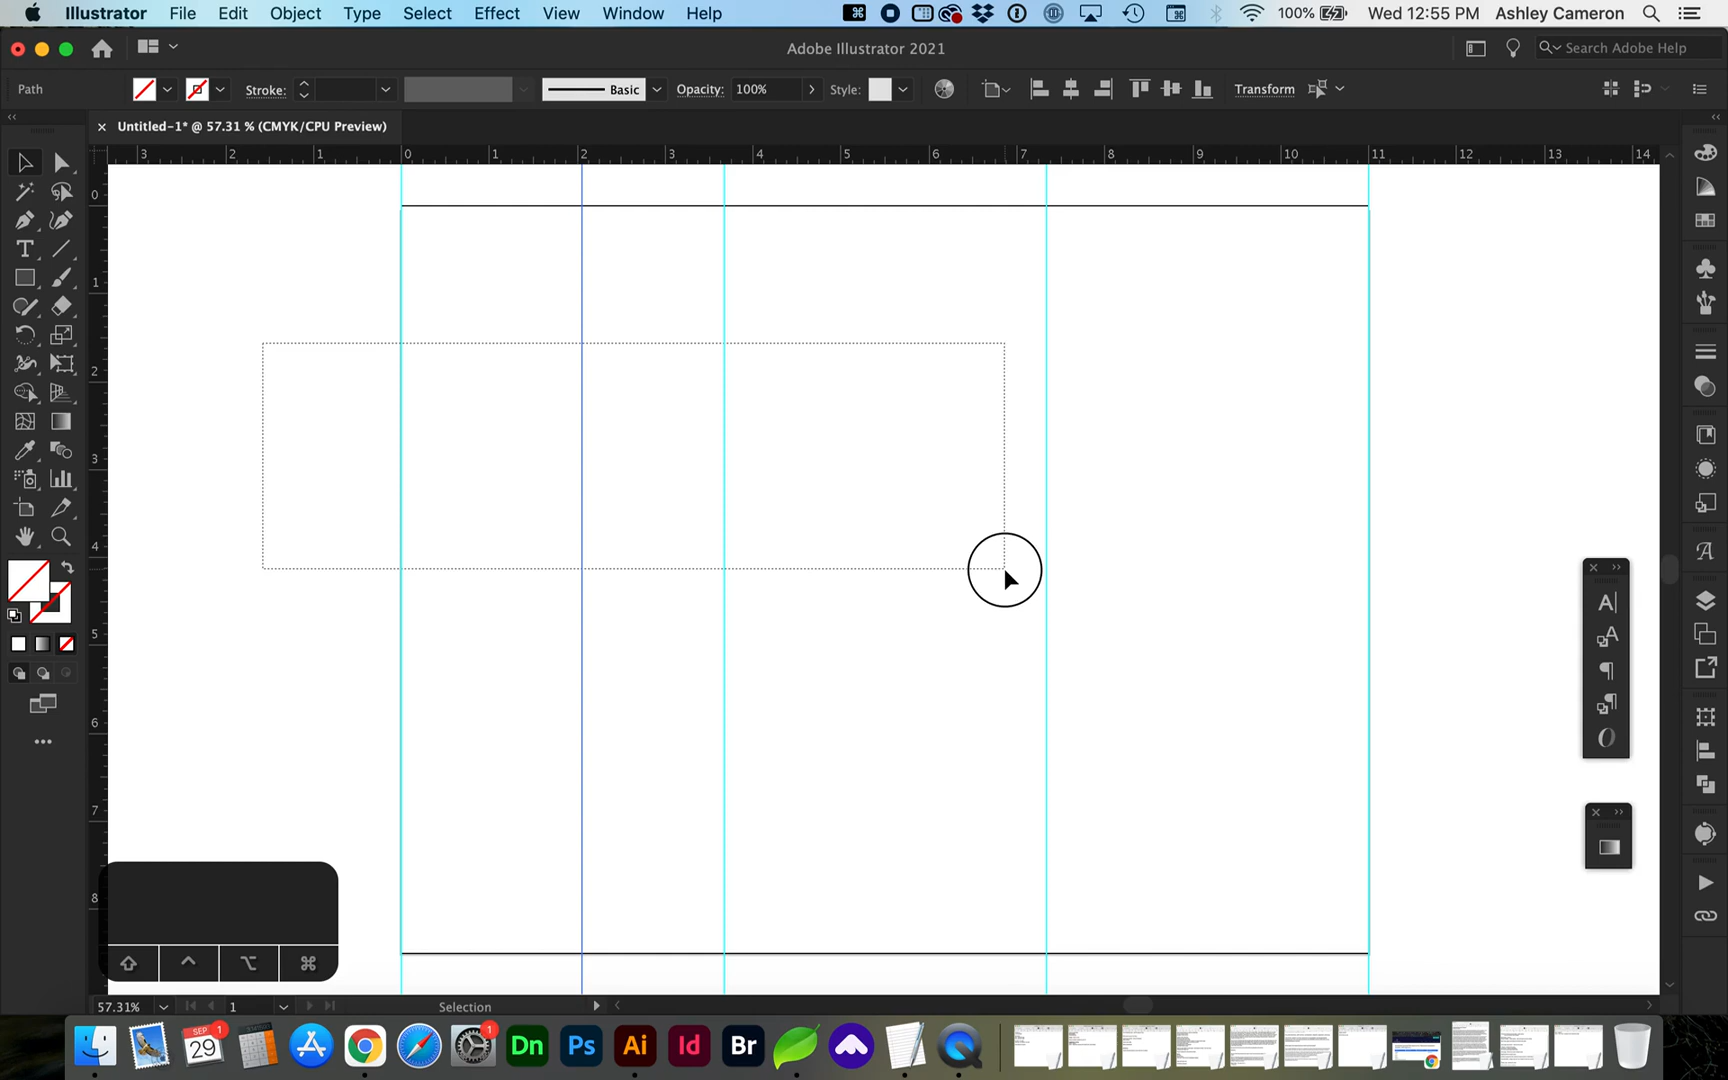 Illustrator File Edit Object Type Select Effect View Window Help 100% Wed 12:55 PM Ashley Cameron
Adobe Illustrator 2021 Search Adobe Help
Path Stroke: Basic Opacity: 100% Style: Transform
× Untitled-1* @ 57.31 % (CMYK/CPU Preview)
3 2 1 0 1 2 3 4 5 6 7 8 9 10 11 12 13 14
0
1
2
3
4
5
6
7
8
57.31% 1 Selection
SEP 1
29
1
Dn Ps Ai Id Br